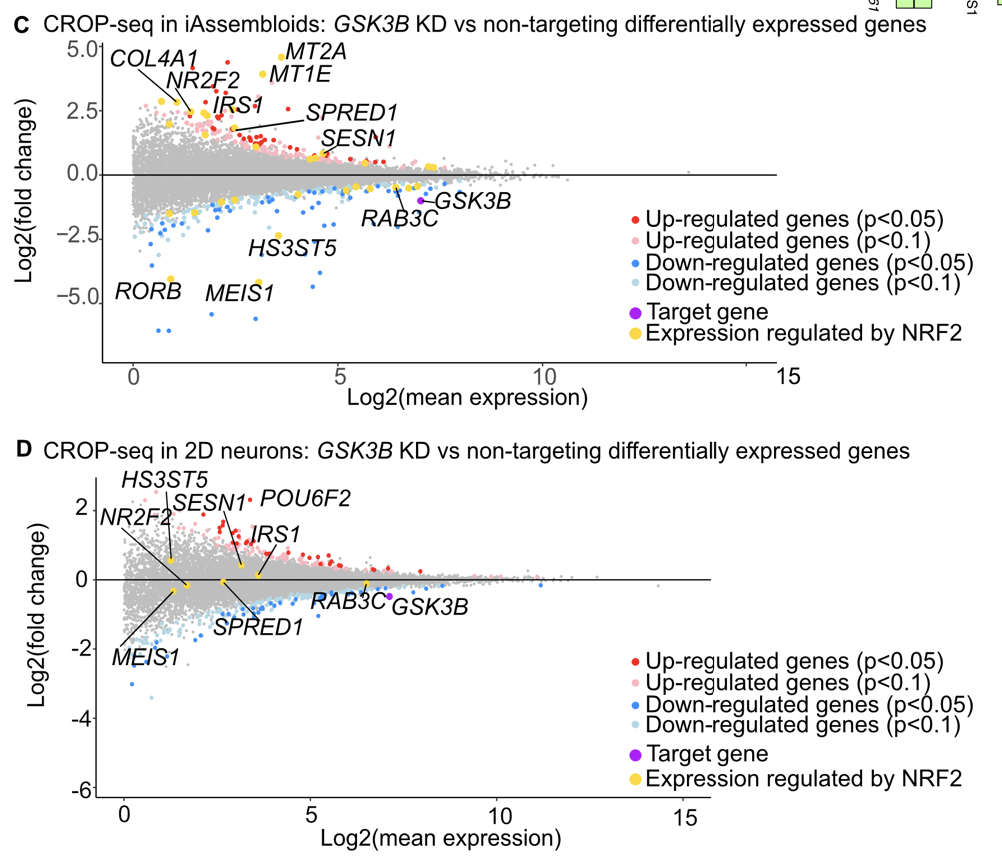 61
S1
C CROP-seq in iAssembloids: GSK3B KD vs non-targeting differentially expressed genes
5.0
2.5
0.0
−2.5
−5.0
Log2(fold change)
COL4A1
MT2A
NR2F2
MT1E
IRS1
SPRED1
SESN1
GSK3B
RAB3C
HS3ST5
RORB
MEIS1
Up-regulated genes (p<0.05)
Up-regulated genes (p<0.1)
Down-regulated genes (p<0.05)
Down-regulated genes (p<0.1)
Target gene
Expression regulated by NRF2
0 5 10 15
Log2(mean expression)
D CROP-seq in 2D neurons: GSK3B KD vs non-targeting differentially expressed genes
2
0
-2
-4
-6
Log2(fold change)
HS3ST5
SESN1
POU6F2
NR2F2
IRS1
RAB3C
GSK3B
SPRED1
MEIS1
Up-regulated genes (p<0.05)
Up-regulated genes (p<0.1)
Down-regulated genes (p<0.05)
Down-regulated genes (p<0.1)
Target gene
Expression regulated by NRF2
0 5 10 15
Log2(mean expression)